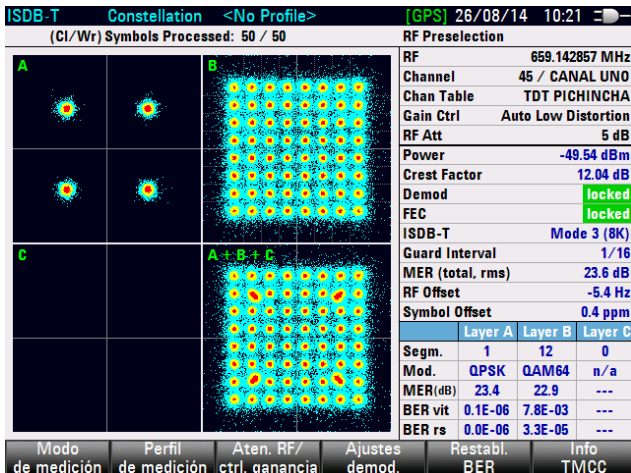 ISDB-T Constellation <No Profile> [GPS] 26/08/14 10:21
(Cl/Wr) Symbols Processed: 50 / 50
RF Preselection
A
B
C
A + B + C
RF 659.142857 MHz
Channel 45 / CANAL UNO
Chan Table TDT PICHINCHA
Gain Ctrl Auto Low Distortion
RF Att 5 dB
Power -49.54 dBm
Crest Factor 12.04 dB
Demod locked
FEC locked
ISDB-T Mode 3 (8K)
Guard Interval 1/16
MER (total, rms) 23.6 dB
RF Offset -5.4 Hz
Symbol Offset 0.4 ppm
Layer A Layer B Layer C
Segm. 1 12 0
Mod. QPSK QAM64 n/a
MER(dB) 23.4 22.9 ---
BER vit 0.1E-06 7.8E-03 ---
BER rs 0.0E-06 3.3E-05 ---
Modo de medición
Perfil de medición
Aten. RF/ ctrl. ganancia
Ajustes demod.
Restabl. BER
Info TMCC